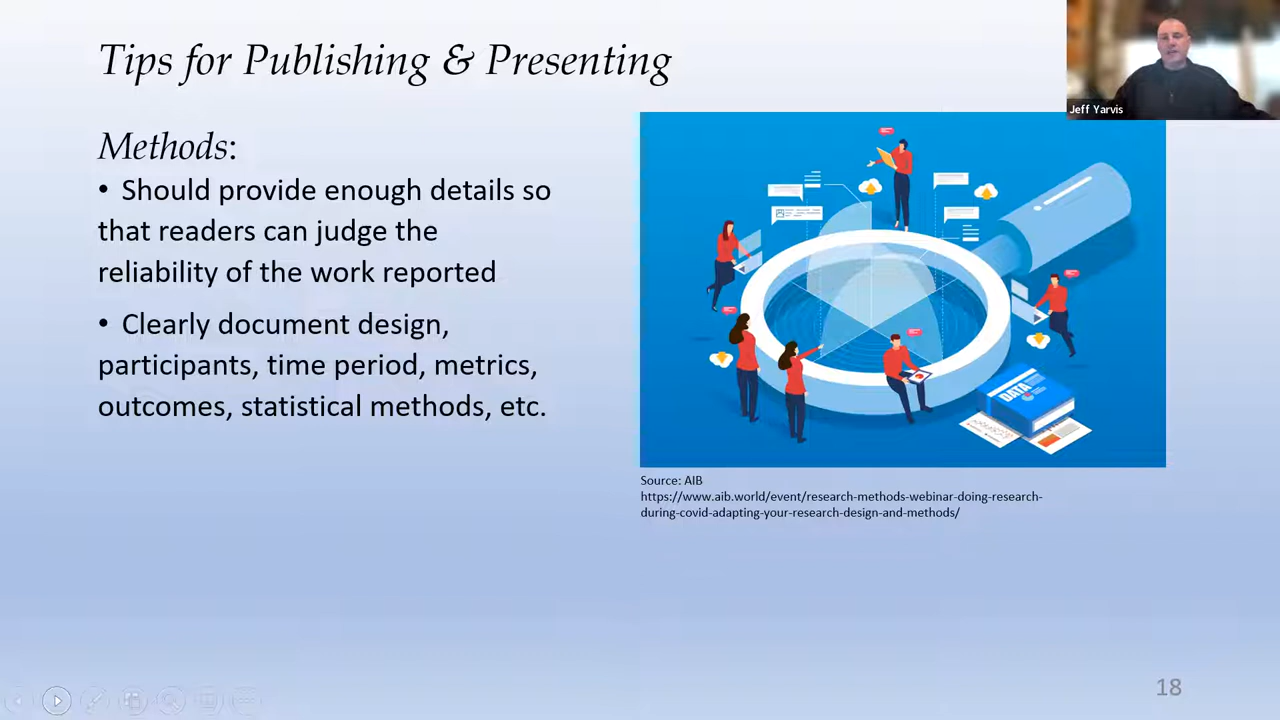 Tips for Publishing & Presenting
Jeff Yarvis
Methods:
• Should provide enough details so
that readers can judge the
reliability of the work reported
• Clearly document design,
participants, time period, metrics,
outcomes, statistical methods, etc.
DATA
Source: AIB
https://www.aib.world/event/research-methods-webinar-doing-research-
during-covid-adapting-your-research-design-and-methods/
18